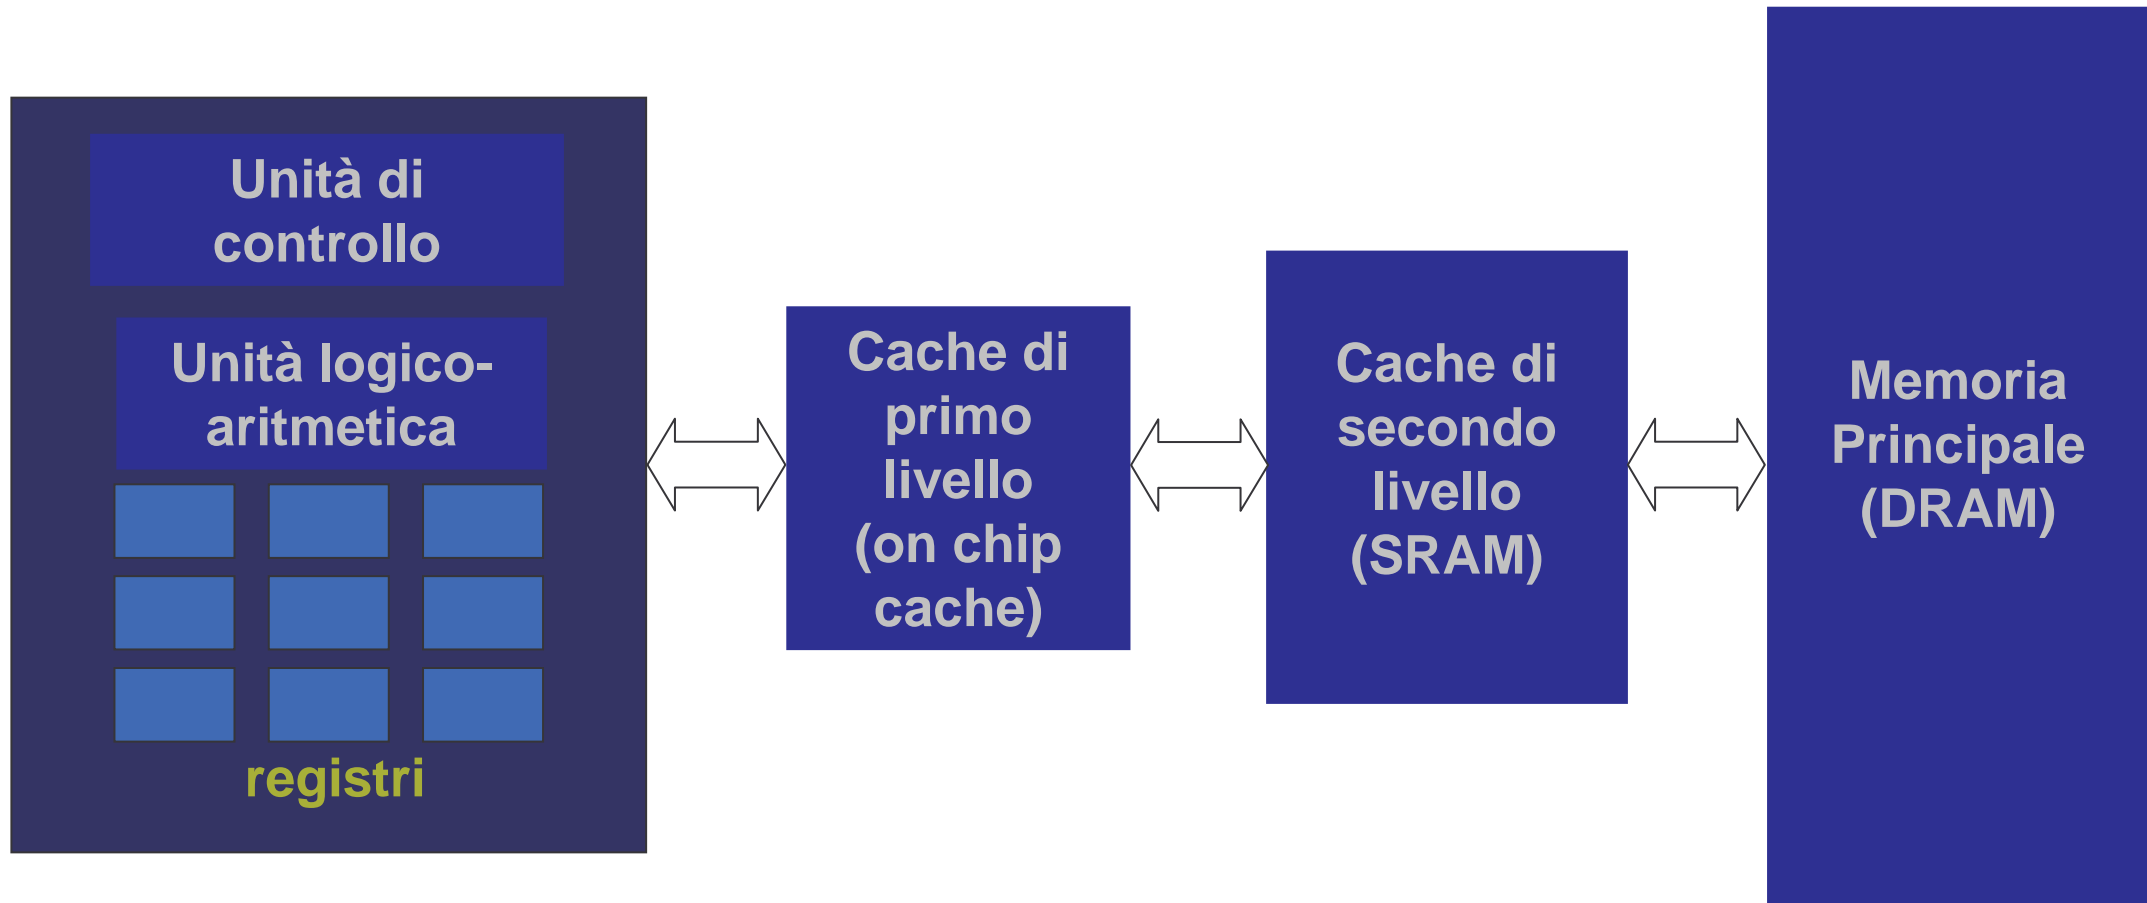 Unità di
controllo
Unità logico-
aritmetica
registri
Cache di
primo
livello
(on chip
cache)
Cache di
secondo
livello
(SRAM)
Memoria
Principale
(DRAM)